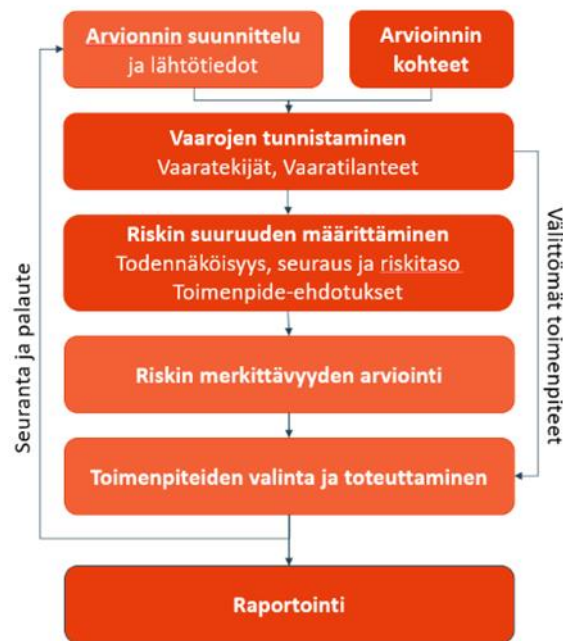 Arvionnin suunnittelu
ja lähtötiedot
Arvioinnin
kohteet
Vaarojen tunnistaminen
Vaaratekijät, Vaaratilanteet
Riskin suuruuden määrittäminen
Todennäköisyys, seuraus ja riskitaso
Toimenpide-ehdotukset
Riskin merkittävyyden arviointi
Toimenpiteiden valinta ja toteuttaminen
Raportointi
Seuranta ja palaute
Välittömät toimenpiteet